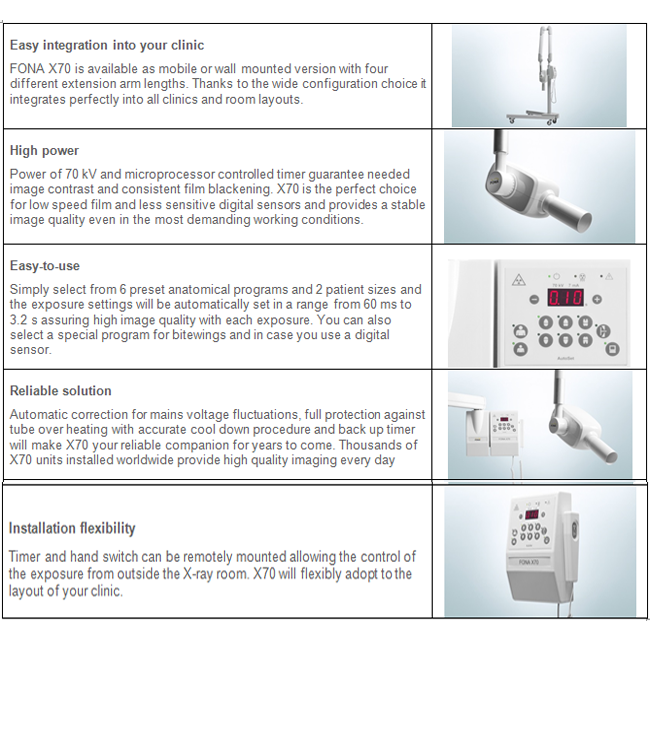 Easy integration into your clinic
FONA X70 is available as mobile or wall mounted version with four
different extension arm lengths. Thanks to the wide configuration choice it
integrates perfectly into all clinics and room layouts.
High power
Power of 70 kV and microprocessor controlled timer guarantee needed
image contrast and consistent film blackening. X70 is the perfect choice
for low speed film and less sensitive digital sensors and provides a stable
image quality even in the most demanding working conditions.
Easy-to-use
Simply select from 6 preset anatomical programs and 2 patient sizes and
the exposure settings will be automatically set in a range from 60 ms to
3.2 s assuring high image quality with each exposure. You can also
select a special program for bitewings and in case you use a digital
sensor.
0.10
Reliable solution
Automatic correction for mains voltage fluctuations, full protection against
tube over heating with accurate cool down procedure and back up timer
will make X70 your reliable companion for years to come. Thousands of
X70 units installed worldwide provide high quality imaging every day
Installation flexibility
Timer and hand switch can be remotely mounted allowing the control of
the exposure from outside the X-ray room. X70 will flexibly adopt to the
layout of your clinic.
FONA X70